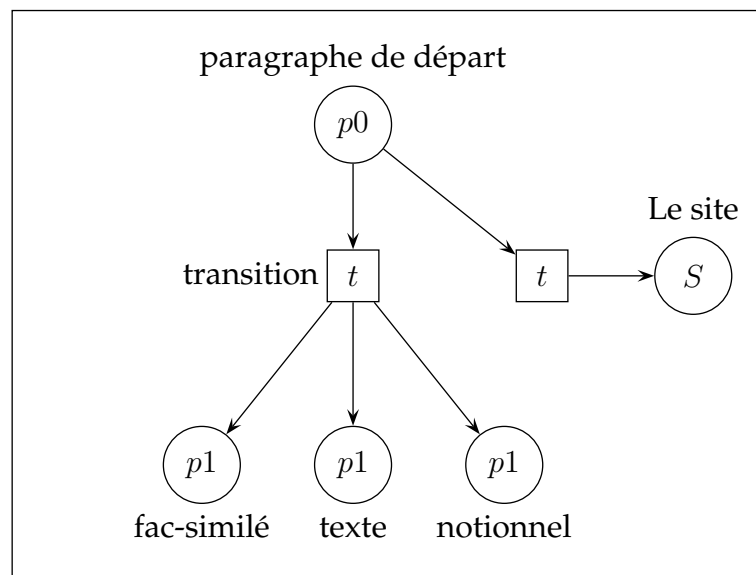 paragraphe de départ
p0
Le site
transition t t S
p1 p1 p1
fac-similé texte notionnel